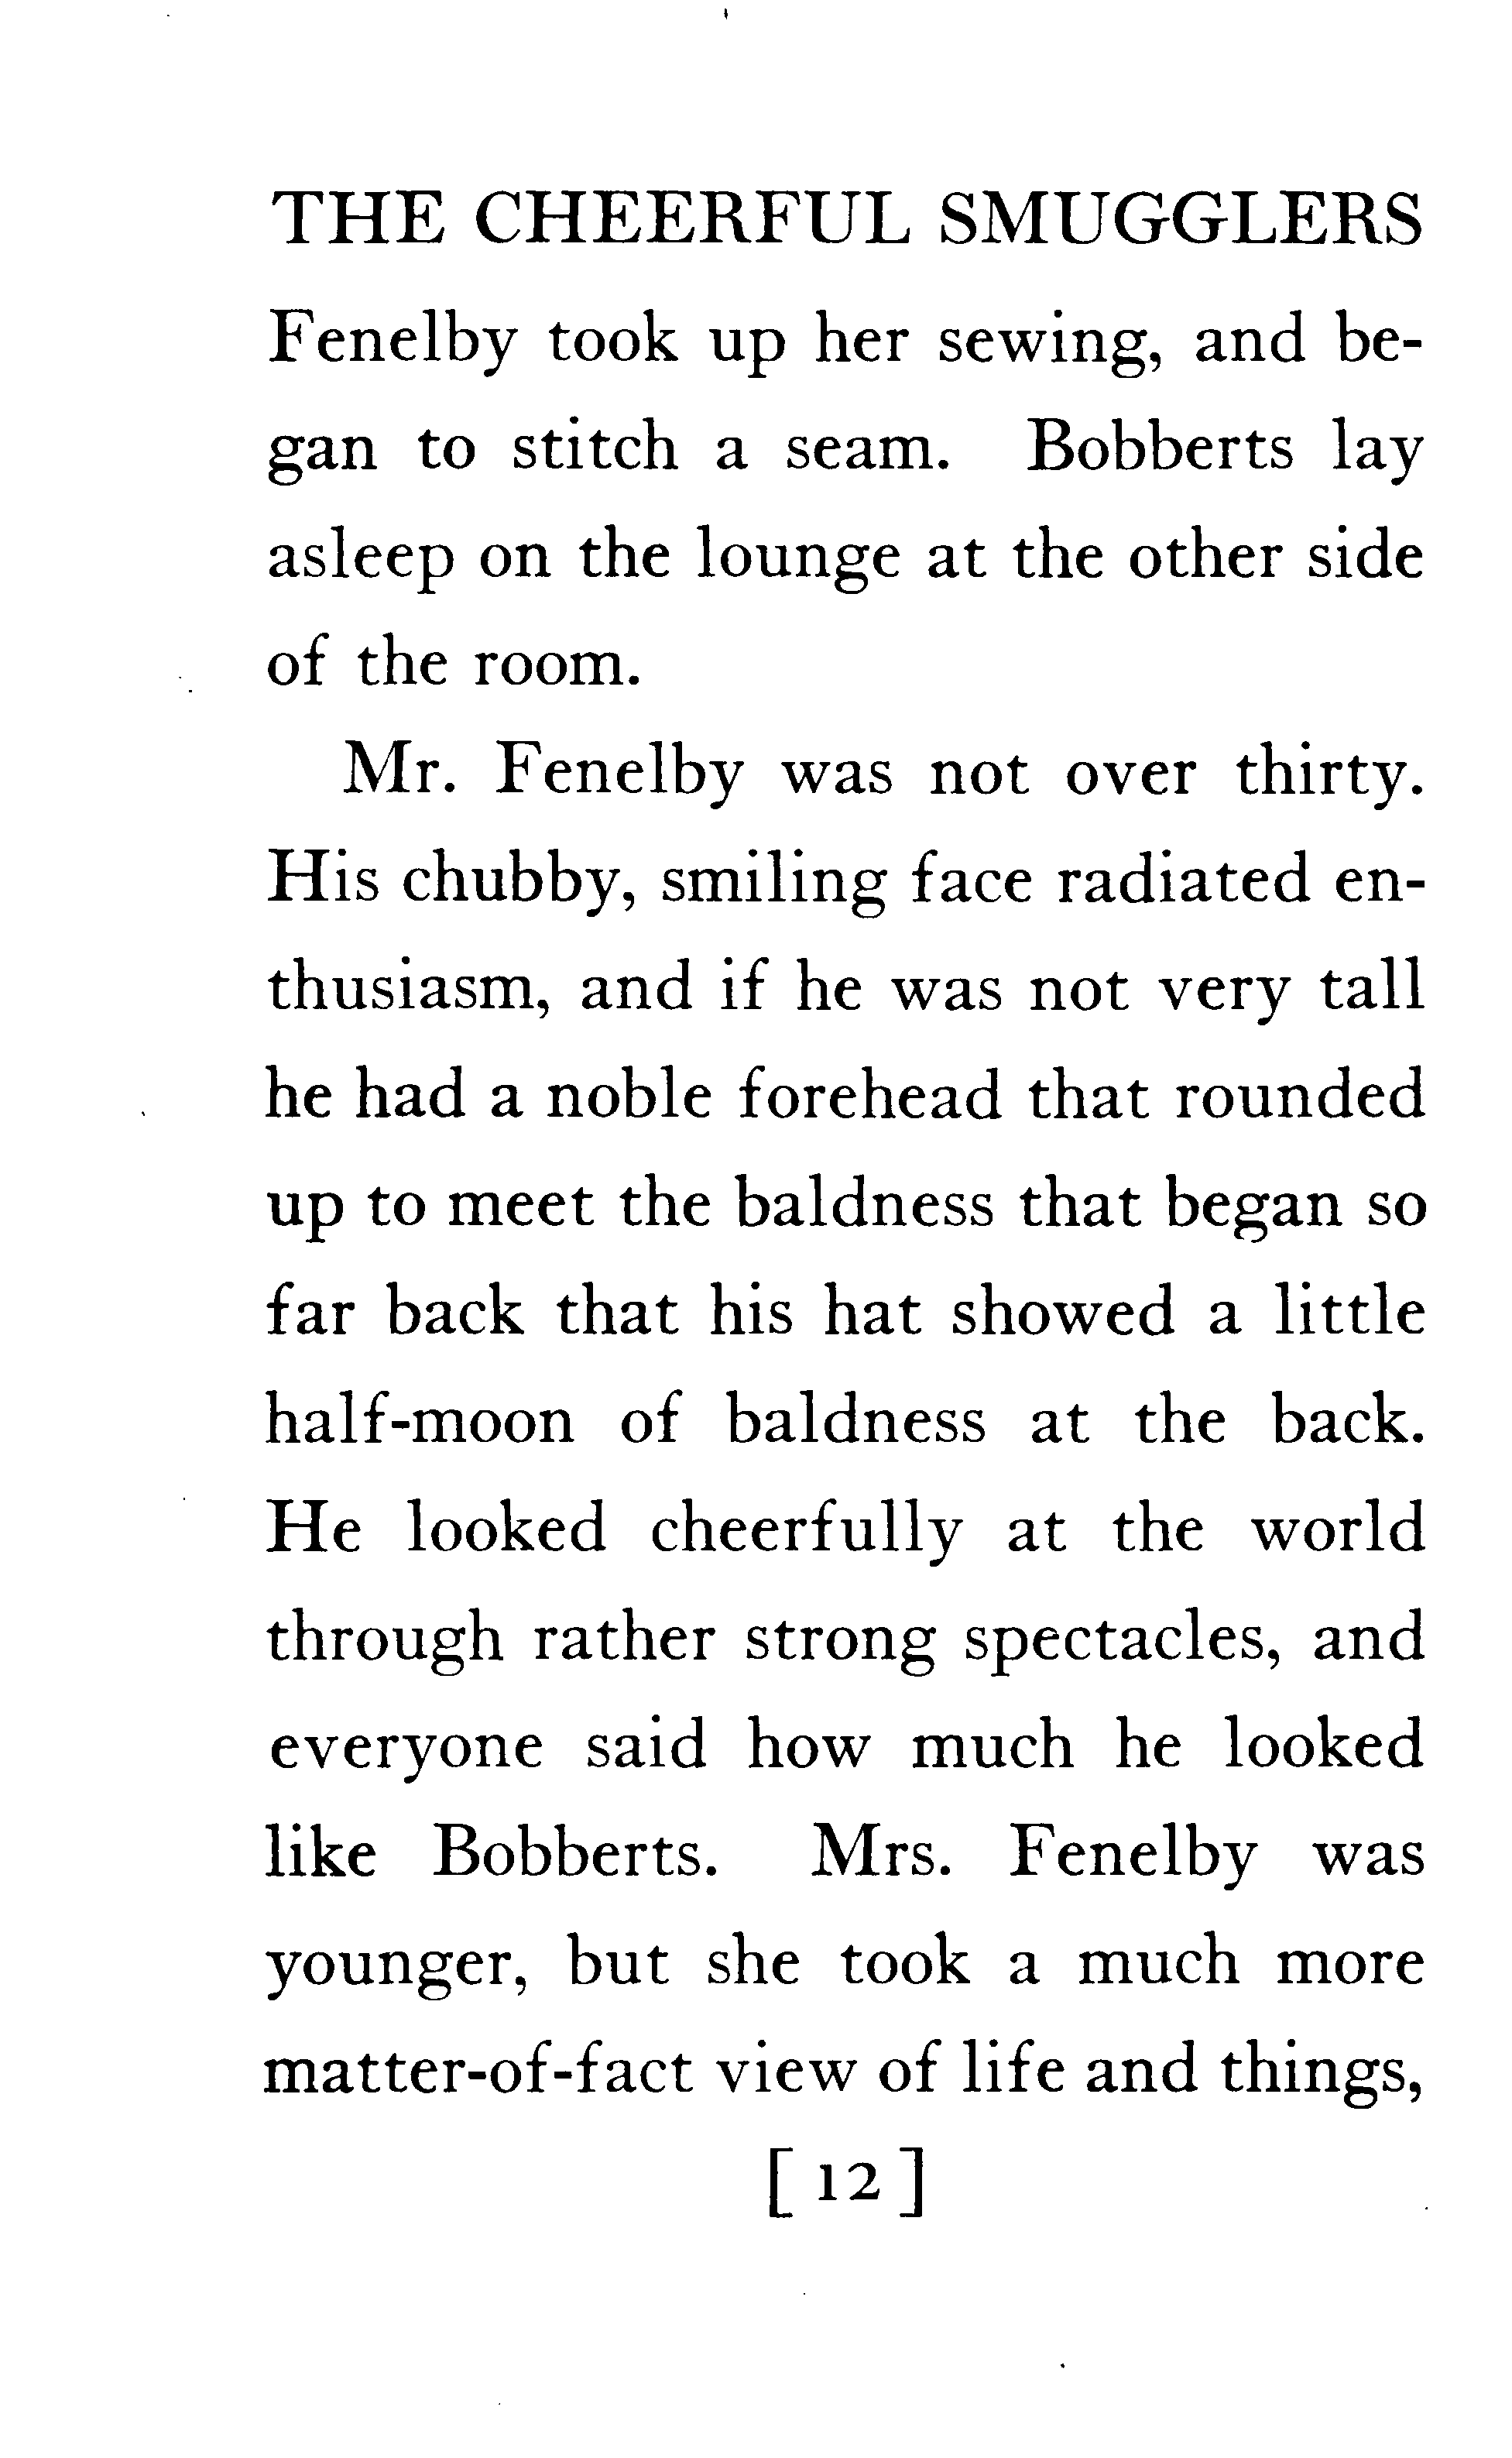 THE CHEERFUL SMUGGLERS
Fenelby took up her sewing, and be-
gan to stitch a seam. Bobberts lay
asleep on the lounge at the other side
of the room.
Mr. Fenelby was not over thirty.
His chubby, smiling face radiated en-
thusiasm, and if he was not very tall
he had a noble forehead that rounded
up to meet the baldness that began so
far back that his hat showed a little
half-moon of baldness at the back.
He looked cheerfully at the world
through rather strong spectacles, and
everyone said how much he looked
like Bobberts. Mrs. Fenelby was
younger, but she took a much more
matter-of-fact view of life and things,
[ 12 ]